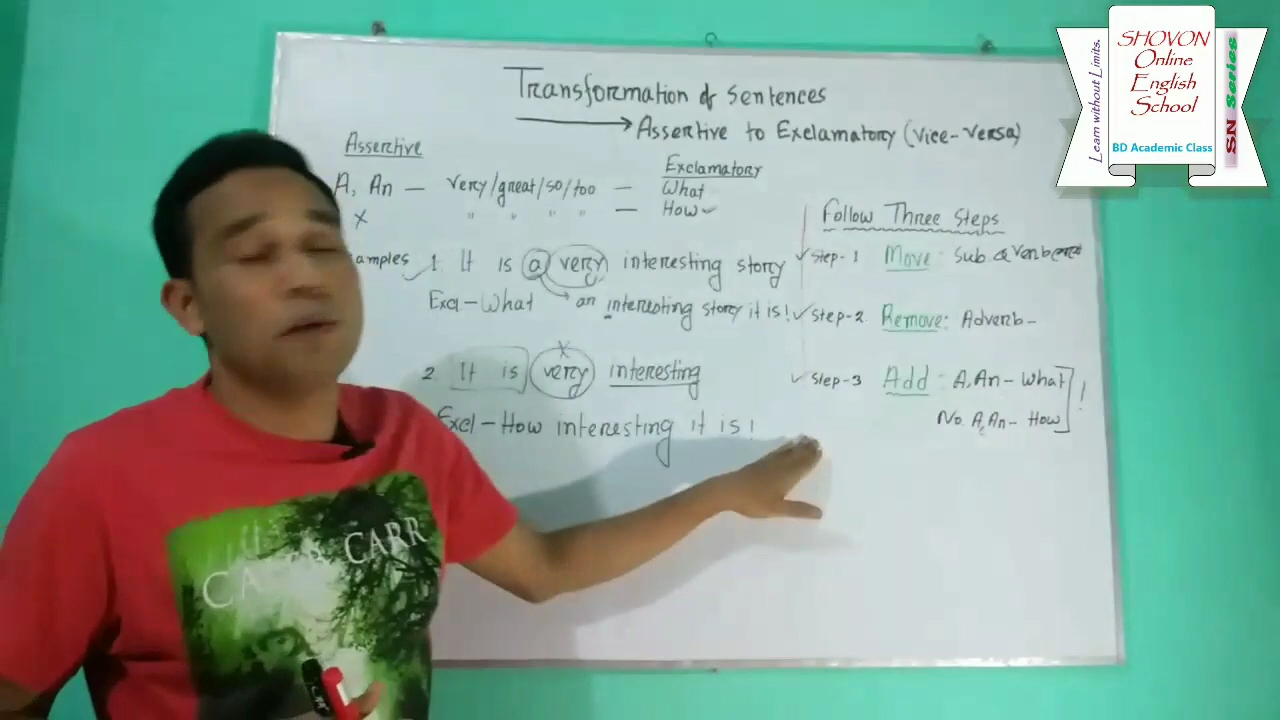 Transformation of Sentences
Assertive to Exclamatory (Vice-Versa)
Assertive
Exclamatory
A, An — very/great/so/too — What
× " " " " — How
amples 1. It is a very interesting story
Excl - What an interesting story it is!
2. It is very interesting
×
Excl - How interesting it is!
Follow Three Steps
Step-1 Move: Sub & Verb
Step-2 Remove: Adverb -
Step-3 Add: A, An - What
No A, An - How
!
Learn without Limits.
SHOVON
Online
English
School
BD Academic Class
SN Series
CARR